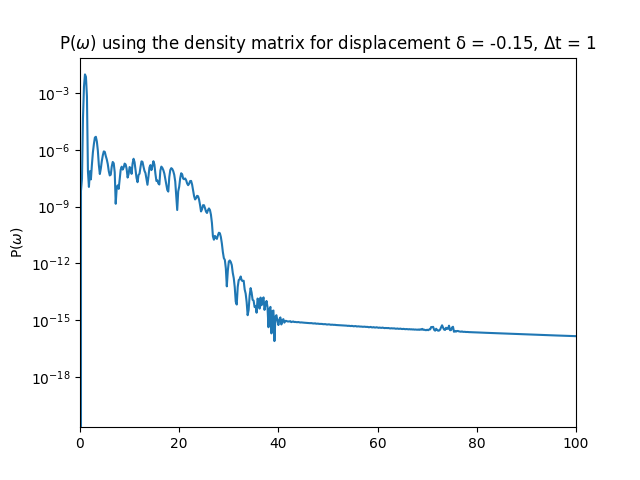 P(ω) using the density matrix for displacement δ = -0.15, Δt = 1
P(ω)
10⁻³
10⁻⁶
10⁻⁹
10⁻¹²
10⁻¹⁵
10⁻¹⁸
0 20 40 60 80 100